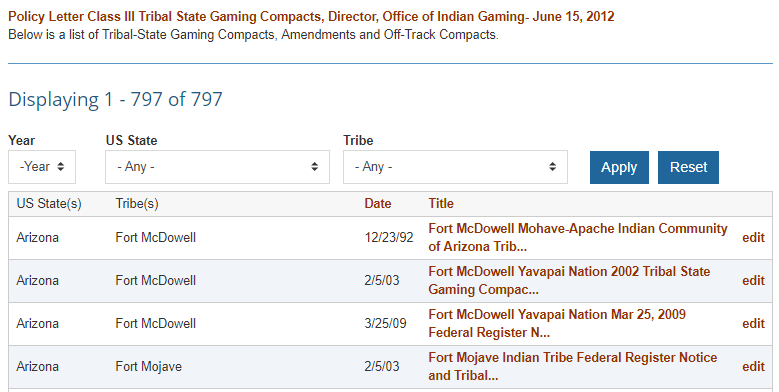 Policy Letter Class III Tribal State Gaming Compacts, Director, Office of Indian Gaming- June 15, 2012
Below is a list of Tribal-State Gaming Compacts, Amendments and Off-Track Compacts.
Displaying 1 - 797 of 797
Year US State Tribe
-Year - Any - - Any - Apply Reset
US State(s) Tribe(s) Date Title
Arizona Fort McDowell 12/23/92 Fort McDowell Mohave-Apache Indian Community edit
of Arizona Trib...
Arizona Fort McDowell 2/5/03 Fort McDowell Yavapai Nation 2002 Tribal State edit
Gaming Compac...
Arizona Fort McDowell 3/25/09 Fort McDowell Yavapai Nation Mar 25, 2009 edit
Federal Register N...
Arizona Fort Mojave 2/5/03 Fort Mojave Indian Tribe Federal Register Notice edit
and Tribal...